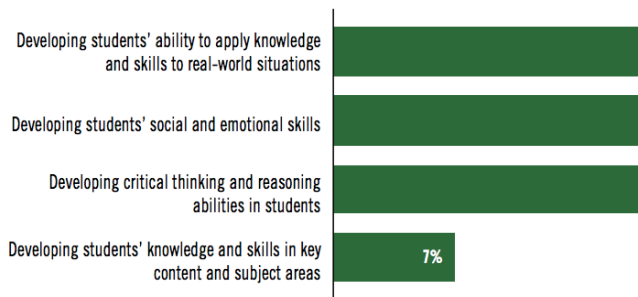 Developing students' ability to apply knowledge
and skills to real-world situations
Developing students' social and emotional skills
Developing critical thinking and reasoning
abilities in students
Developing students' knowledge and skills in key
content and subject areas
7%